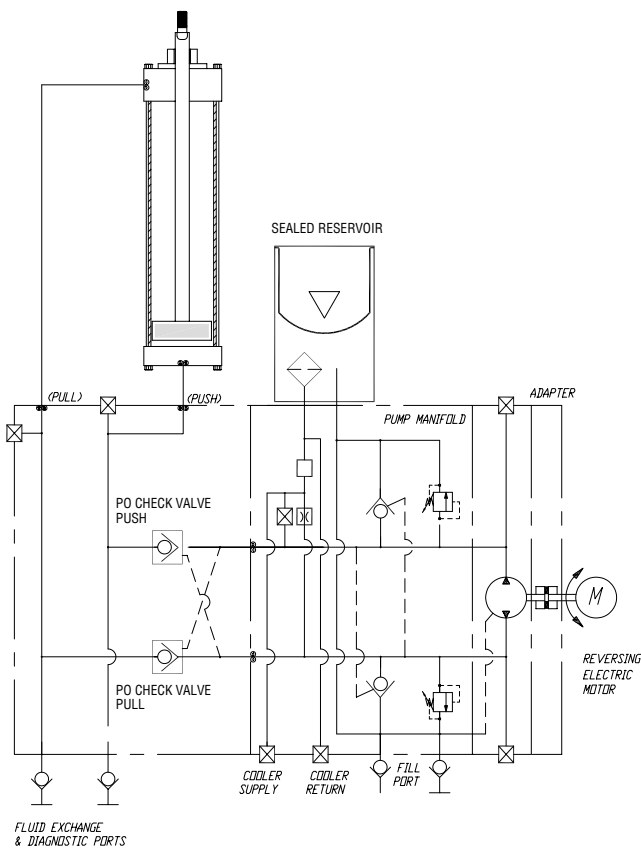 SEALED RESERVOIR
(PULL)
(PUSH)
PUMP MANIFOLD
ADAPTER
PO CHECK VALVE
PUSH
M
PO CHECK VALVE
PULL
REVERSING
ELECTRIC
MOTOR
COOLER
SUPPLY
COOLER
RETURN
FILL
PORT
FLUID EXCHANGE
& DIAGNOSTIC PORTS